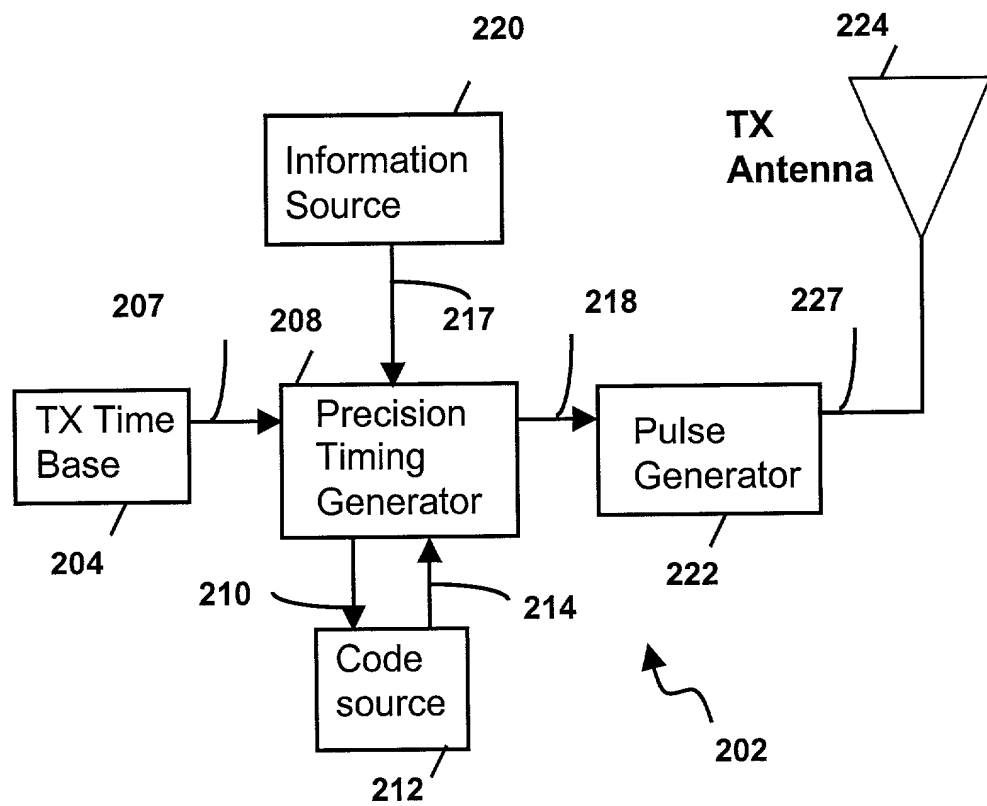 220
224
Information
Source
TX
Antenna
207
208
217
218
227
TX Time
Base
Precision
Timing
Generator
Pulse
Generator
204
210
214
222
Code
source
202
212